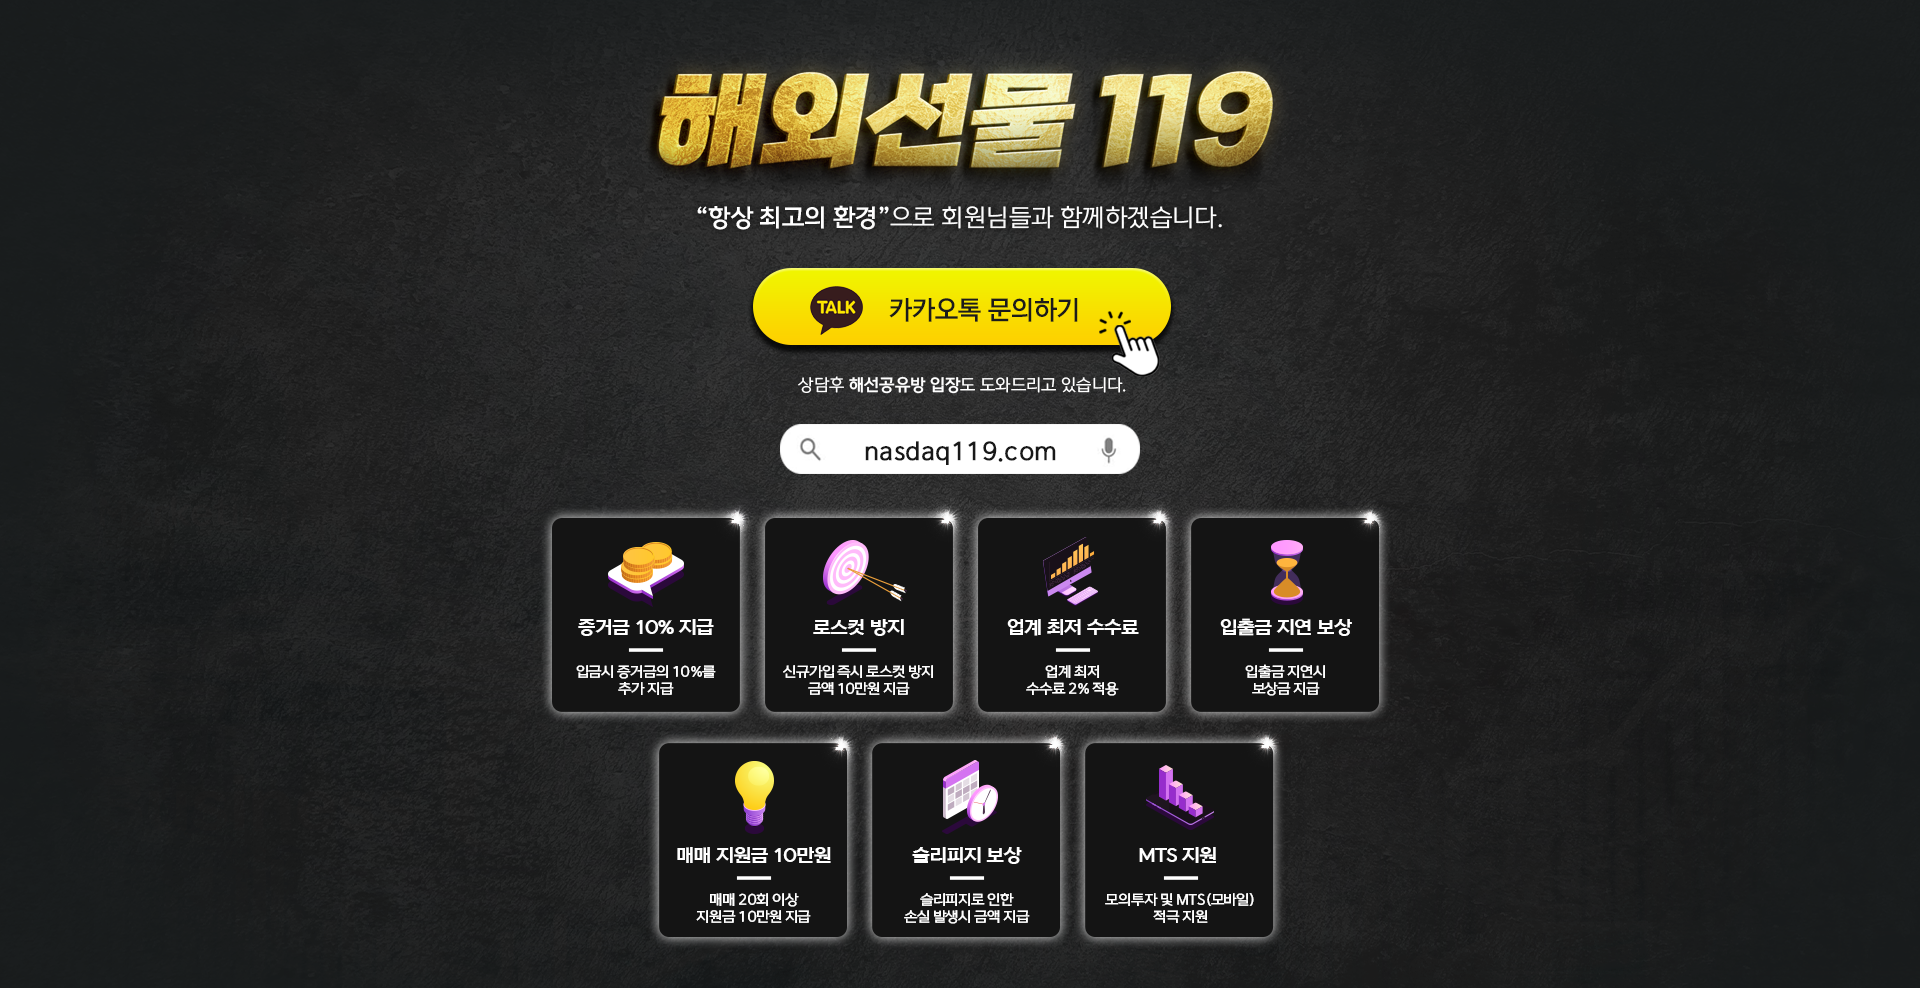 해외선물 119
“항상 최고의 환경”으로 회원님들과 함께하겠습니다.
TALK 카카오톡 문의하기
상담후 해선공유방 입장도 도와드리고 있습니다.
nasdaq119.com
증거금 10% 지급
입금시 증거금의 10%를
추가 지급
로스컷 방지
신규가입 즉시 로스컷 방지
금액 10만원 지급
업계 최저 수수료
업계 최저
수수료 2% 적용
입출금 지연 보상
입출금 지연시
보상금 지급
매매 지원금 10만원
매매 20회 이상
지원금 10만원 지급
슬리피지 보상
슬리피지로 인한
손실 발생시 금액 지급
MTS 지원
모의투자 및 MTS(모바일)
적극 지원